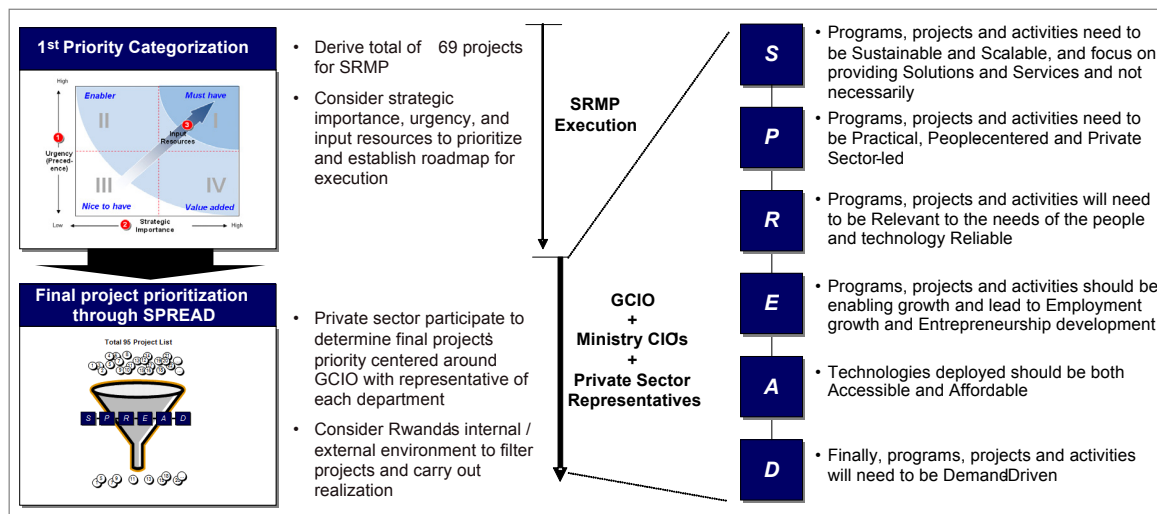 1st Priority Categorization
High
Enabler
Must have
II
I
1
3
Input
Resources
Urgency
(Preced-
ence)
III
IV
Nice to have
Value added
Low
2
Strategic
Importance
High
• Derive total of 69 projects
for SRMP
• Consider strategic
importance, urgency, and
input resources to prioritize
and establish roadmap for
execution
SRMP
Execution
Final project prioritization
through SPREAD
Total 95 Project List
S P R E A D
• Private sector participate to
determine final projects̀
priority centered around
GCIO with representative of
each department
• Consider Rwandas̀ internal /
external environment to filter
projects and carry out
realization
GCIO
+
Ministry CIOs̀
+
Private Sector
Representatives
S
• Programs, projects and activities need to
be Sustainable and Scalable, and focus on
providing Solutions and Services and not
necessarily
P
• Programs, projects and activities need to
be Practical, Peoplecentered and Private
Sector-led
R
• Programs, projects and activities will need
to be Relevant to the needs of the people
and technology Reliable
E
• Programs, projects and activities should be
enabling growth and lead to Employment
growth and Entrepreneurship development
A
• Technologies deployed should be both
Accessible and Affordable
D
• Finally, programs, projects and activities
will need to be Demand-Driven